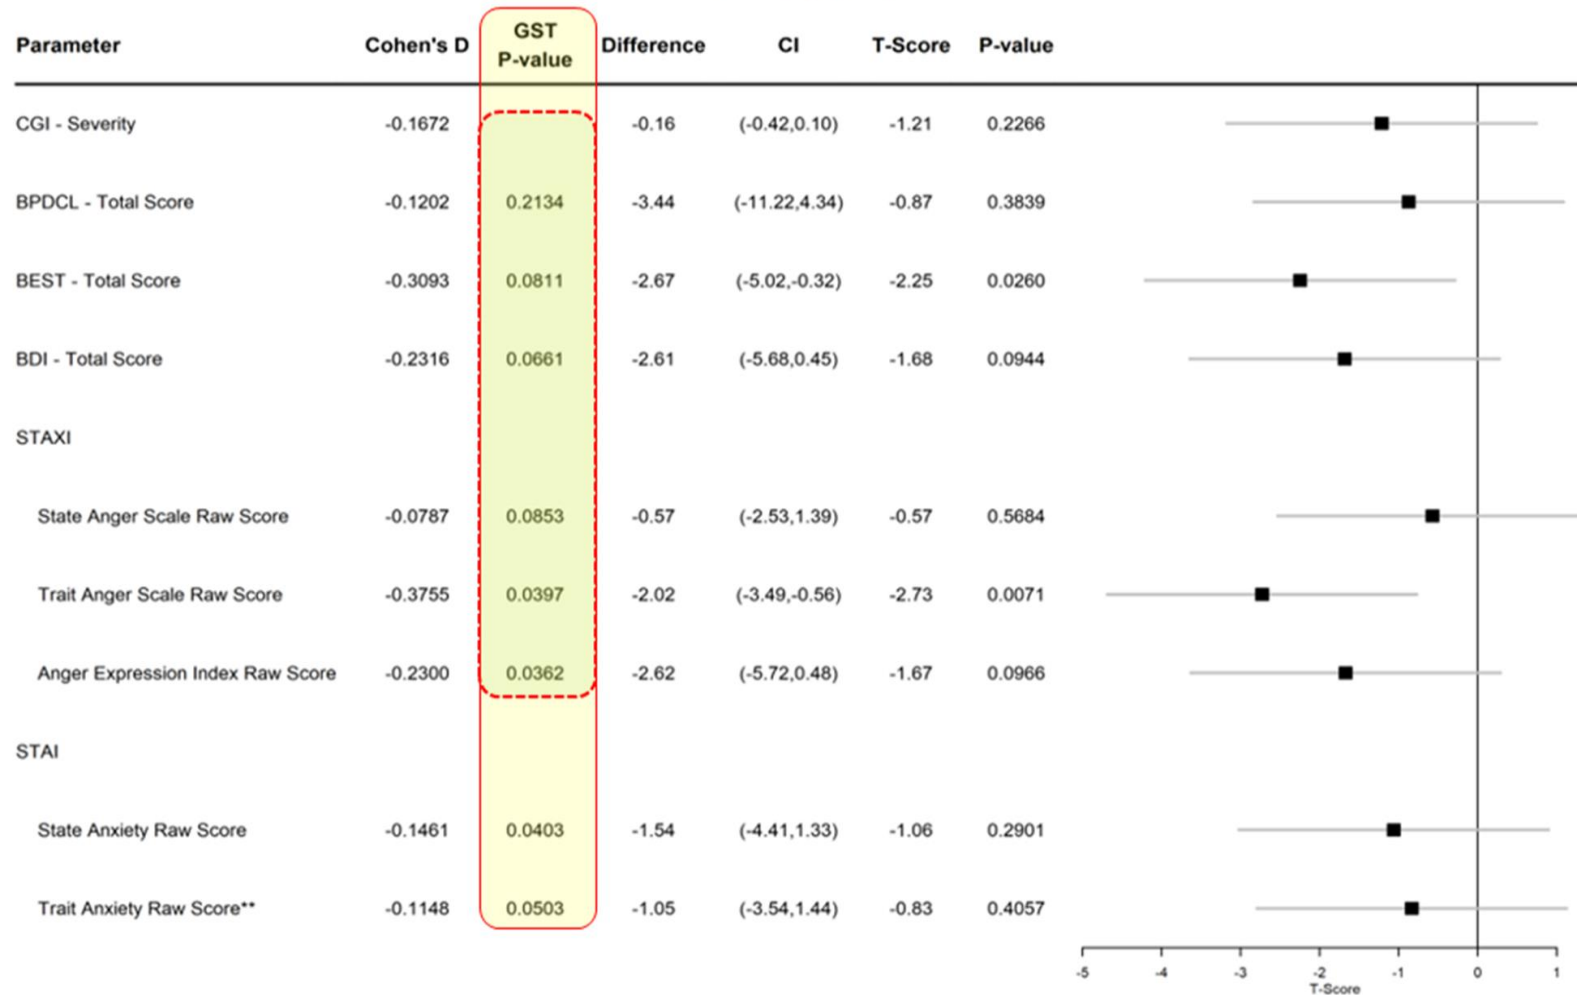 Parameter Cohen's D GST P-value Difference CI T-Score P-value
CGI - Severity -0.1672 -0.16 (-0.42,0.10) -1.21 0.2266
BPDCL - Total Score -0.1202 0.2134 -3.44 (-11.22,4.34) -0.87 0.3839
BEST - Total Score -0.3093 0.0811 -2.67 (-5.02,-0.32) -2.25 0.0260
BDI - Total Score -0.2316 0.0661 -2.61 (-5.68,0.45) -1.68 0.0944
STAXI
State Anger Scale Raw Score -0.0787 0.0853 -0.57 (-2.53,1.39) -0.57 0.5684
Trait Anger Scale Raw Score -0.3755 0.0397 -2.02 (-3.49,-0.56) -2.73 0.0071
Anger Expression Index Raw Score -0.2300 0.0362 -2.62 (-5.72,0.48) -1.67 0.0966
STAI
State Anxiety Raw Score -0.1461 0.0403 -1.54 (-4.41,1.33) -1.06 0.2901
Trait Anxiety Raw Score** -0.1148 0.0503 -1.05 (-3.54,1.44) -0.83 0.4057
-5 -4 -3 -2 -1 0 1
T-Score